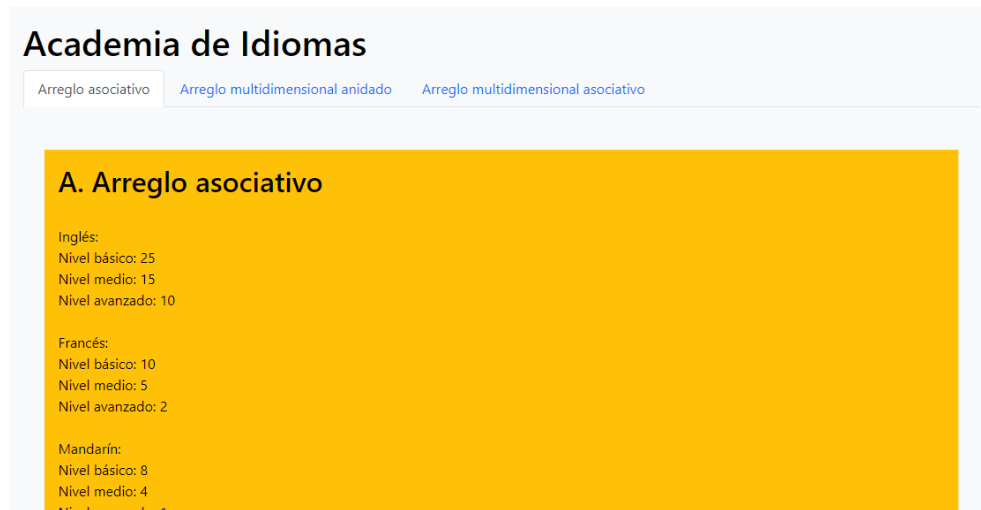 Academia de Idiomas
Arreglo asociativo Arreglo multidimensional anidado Arreglo multidimensional asociativo
A. Arreglo asociativo
Inglés:
Nivel básico: 25
Nivel medio: 15
Nivel avanzado: 10
Francés:
Nivel básico: 10
Nivel medio: 5
Nivel avanzado: 2
Mandarín:
Nivel básico: 8
Nivel medio: 4